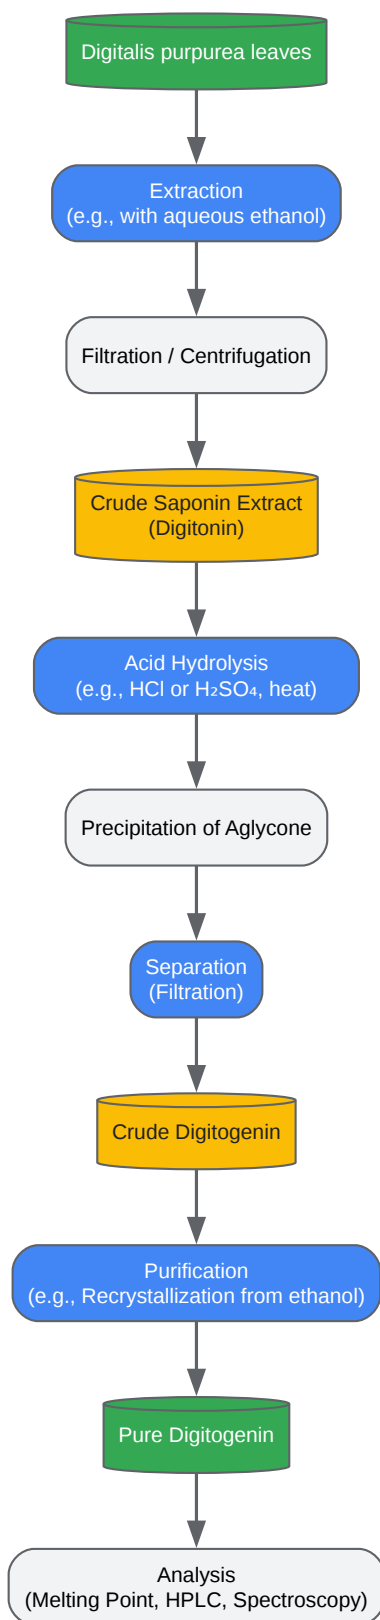 Digitalis purpurea leaves
Extraction
(e.g., with aqueous ethanol)
Filtration / Centrifugation
Crude Saponin Extract
(Digitonin)
Acid Hydrolysis
(e.g., HCl or H₂SO₄, heat)
Precipitation of Aglycone
Separation
(Filtration)
Crude Digitogenin
Purification
(e.g., Recrystallization from ethanol)
Pure Digitogenin
Analysis
(Melting Point, HPLC, Spectroscopy)